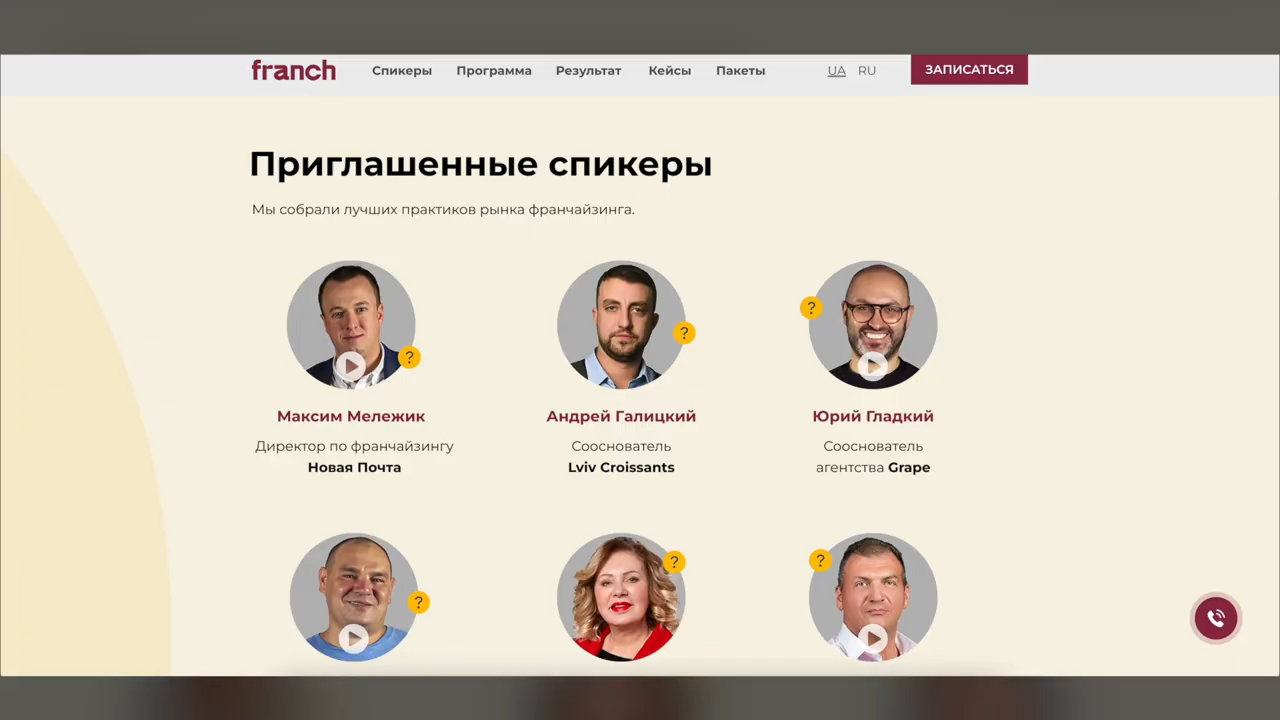 franch
Спикеры Программа Результат Кейсы Пакеты UA RU ЗАПИСАТЬСЯ
Приглашенные спикеры
Мы собрали лучших практиков рынка франчайзинга.
?
?
?
Максим Мележик
Директор по франчайзингу
Новая Почта
Андрей Галицкий
Сооснователь
Lviv Croissants
Юрий Гладкий
Сооснователь
агентства Grape
?
?
?